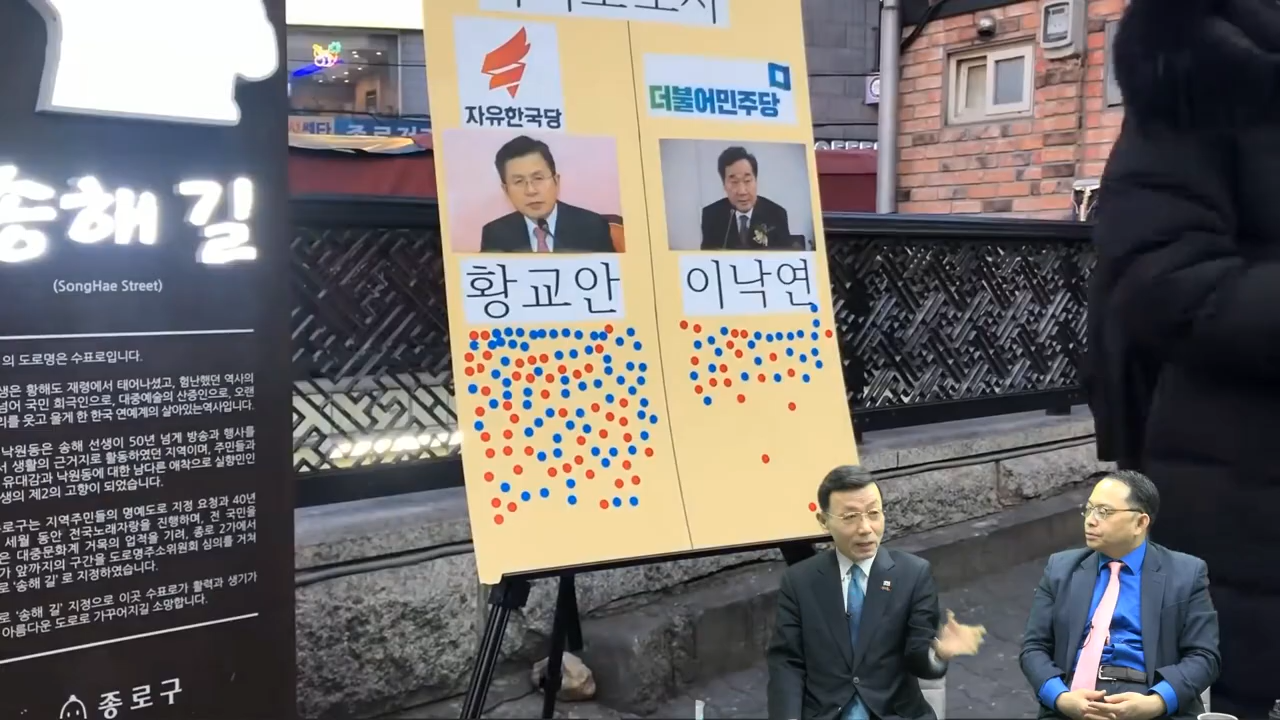 송해 길
(SongHae Street)
의 도로명은 수표로입니다.
생은 황해도 재령에서 태어나셨고, 험난했던 역사의
넘어 국민 희극인으로, 대중예술의 산증인으로, 오랜
리를 웃고 울게 한 한국 연예계의 살아있는역사입니다.
낙원동은 송해 선생이 50년 넘게 방송과 행사를
서 생활의 근거지로 활동하였던 지역이며, 주민들과
유대감과 낙원동에 대한 남다른 애착으로 실향민인
생의 제2의 고향이 되었습니다.
종로구는 지역주민들의 명예도로 지정 요청과 40년
세월 동안 전국노래자랑을 진행하며, 전 국민을
은 대중문화계 거목의 업적을 기려, 종로 2가에서
가 앞까지의 구간을 도로명주소위원회 심의를 거쳐
로 '송해 길' 로 지정하였습니다.
로 '송해 길' 지정으로 이곳 수표로가 활력과 생기가
아름다운 도로로 가꾸어지길 소망합니다.
종로구
자유한국당
더불어민주당
황교안
이낙연